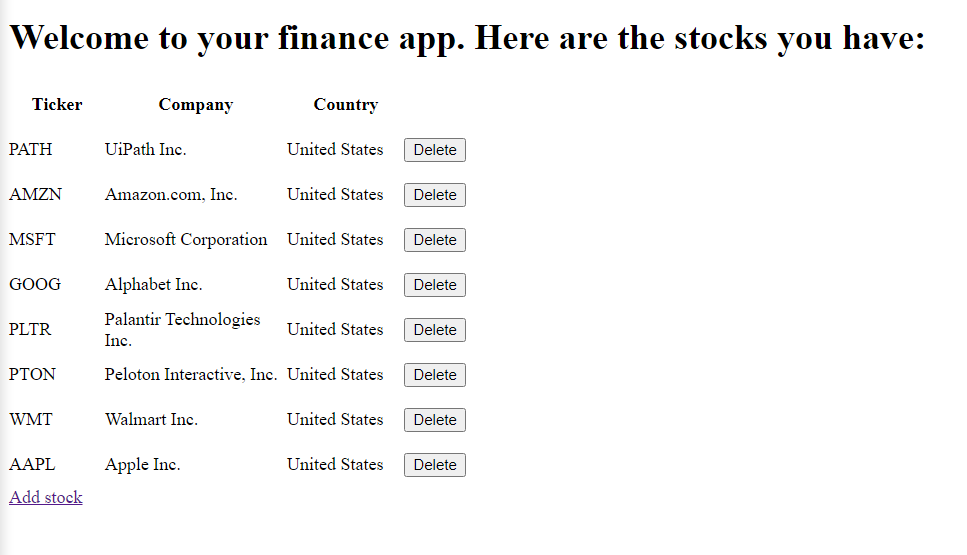 Welcome to your finance app. Here are the stocks you have:
Ticker Company Country
PATH UiPath Inc. United States Delete
AMZN Amazon.com, Inc. United States Delete
MSFT Microsoft Corporation United States Delete
GOOG Alphabet Inc. United States Delete
PLTR Palantir Technologies
Inc. United States Delete
PTON Peloton Interactive, Inc. United States Delete
WMT Walmart Inc. United States Delete
AAPL Apple Inc. United States Delete
Add stock